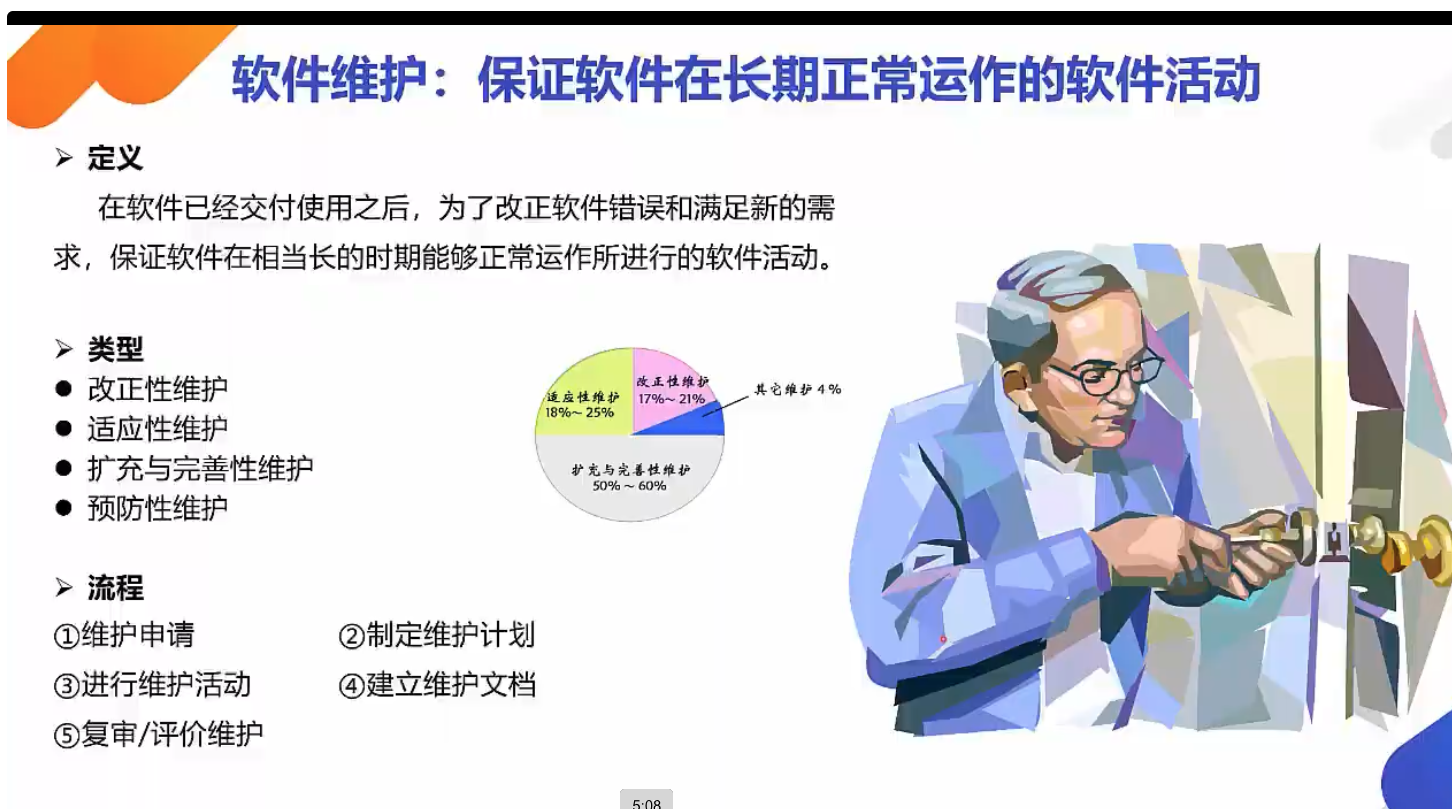 软件维护：保证软件在长期正常运作的软件活动
➢ 定义
在软件已经交付使用之后，为了改正软件错误和满足新的需
求，保证软件在相当长的时期能够正常运作所进行的软件活动。
➢ 类型
● 改正性维护
● 适应性维护
● 扩充与完善性维护
● 预防性维护
适应性维护
18%～25%
改正性维护
17%～21%
其它维护 4%
扩充与完善性维护
50%～60%
➢ 流程
①维护申请 ②制定维护计划
③进行维护活动 ④建立维护文档
⑤复审/评价维护
5:08